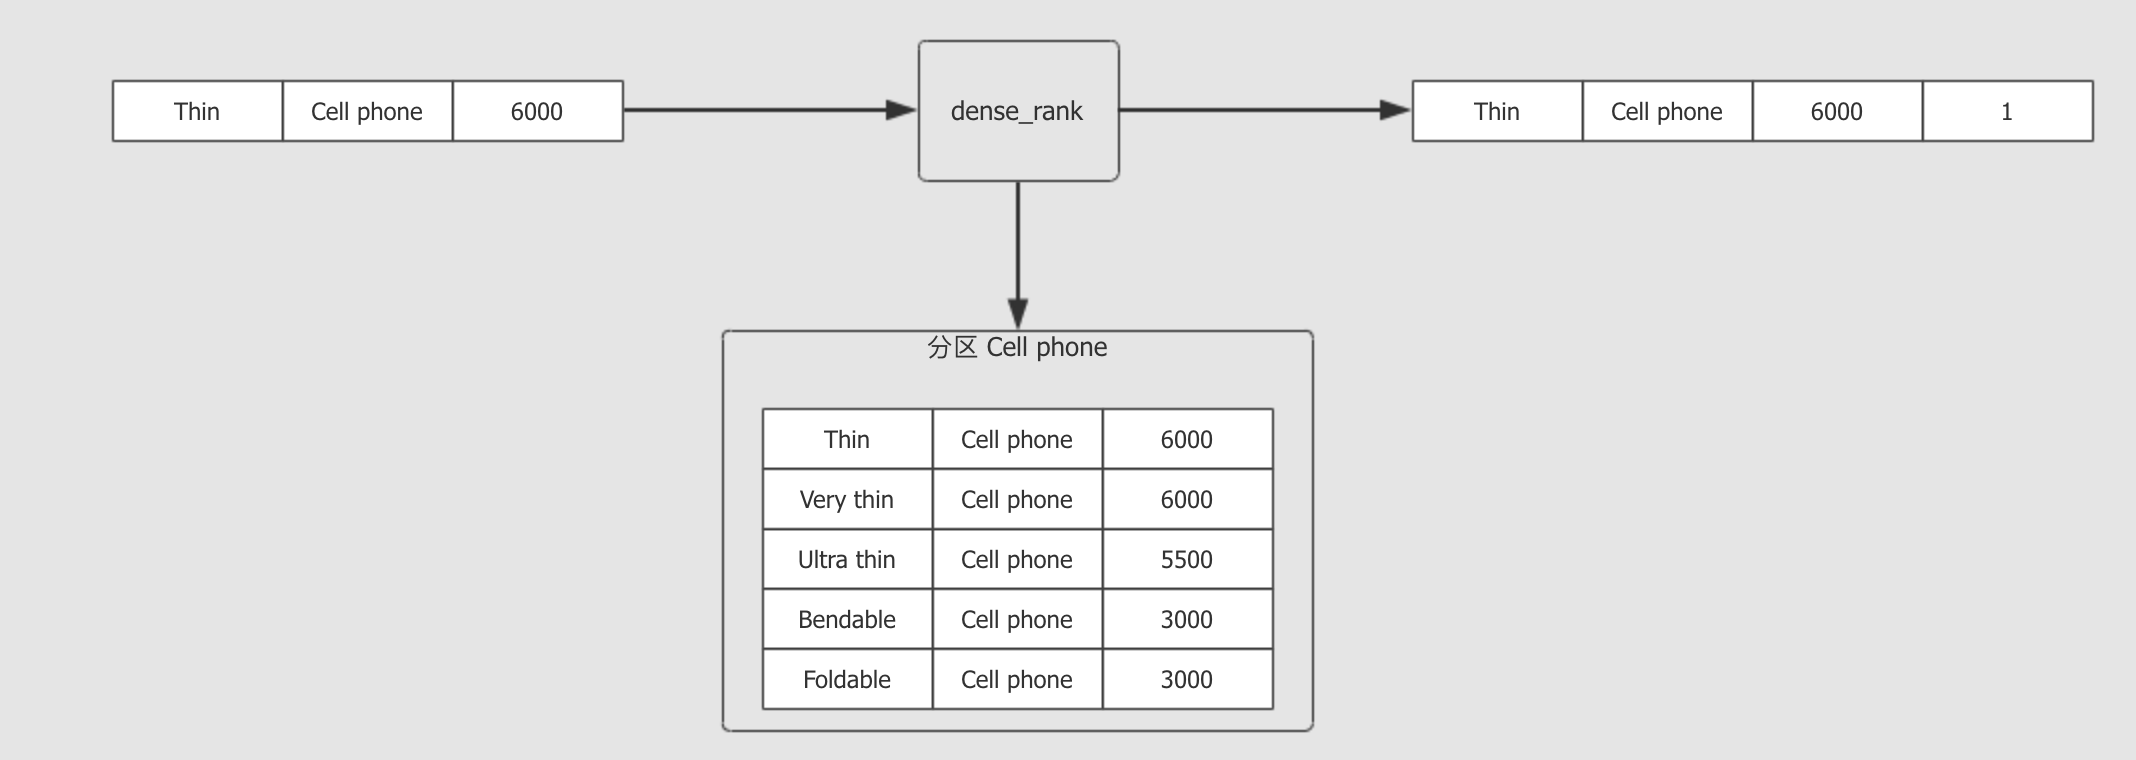 Thin Cell phone 6000
dense_rank
Thin Cell phone 6000 1
分区 Cell phone
Thin Cell phone 6000
Very thin Cell phone 6000
Ultra thin Cell phone 5500
Bendable Cell phone 3000
Foldable Cell phone 3000